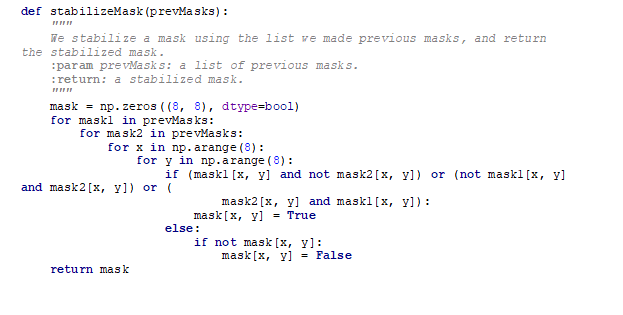 def stabilizeMask(prevMasks):
"""
We stabilize a mask using the list we made previous masks, and return
the stabilized mask.
:param prevMasks: a list of previous masks.
:return: a stabilized mask.
"""
mask = np.zeros((8, 8), dtype=bool)
for mask1 in prevMasks:
for mask2 in prevMasks:
for x in np.arange(8):
for y in np.arange(8):
if (mask1[x, y] and not mask2[x, y]) or (not mask1[x, y]
and mask2[x, y]) or (
mask2[x, y] and mask1[x, y]):
mask[x, y] = True
else:
if not mask[x, y]:
mask[x, y] = False
return mask